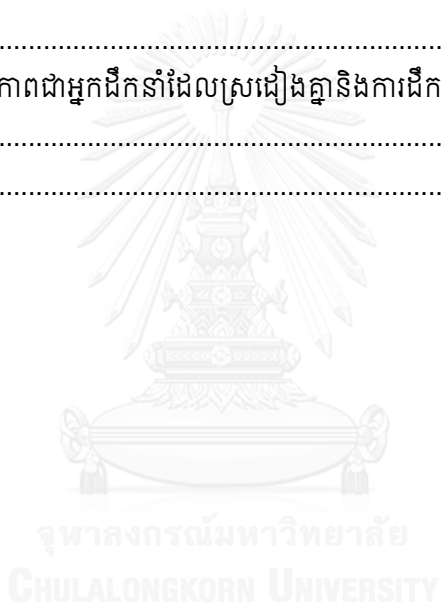 ................................................................
ភាពជាអ្នកដឹកនាំដែលស្រដៀងគ្នានិងការដឹក
................................................................
................................................................
จุฬาลงกรณ์มหาวิทยาลัย
CHULALONGKORN UNIVERSITY